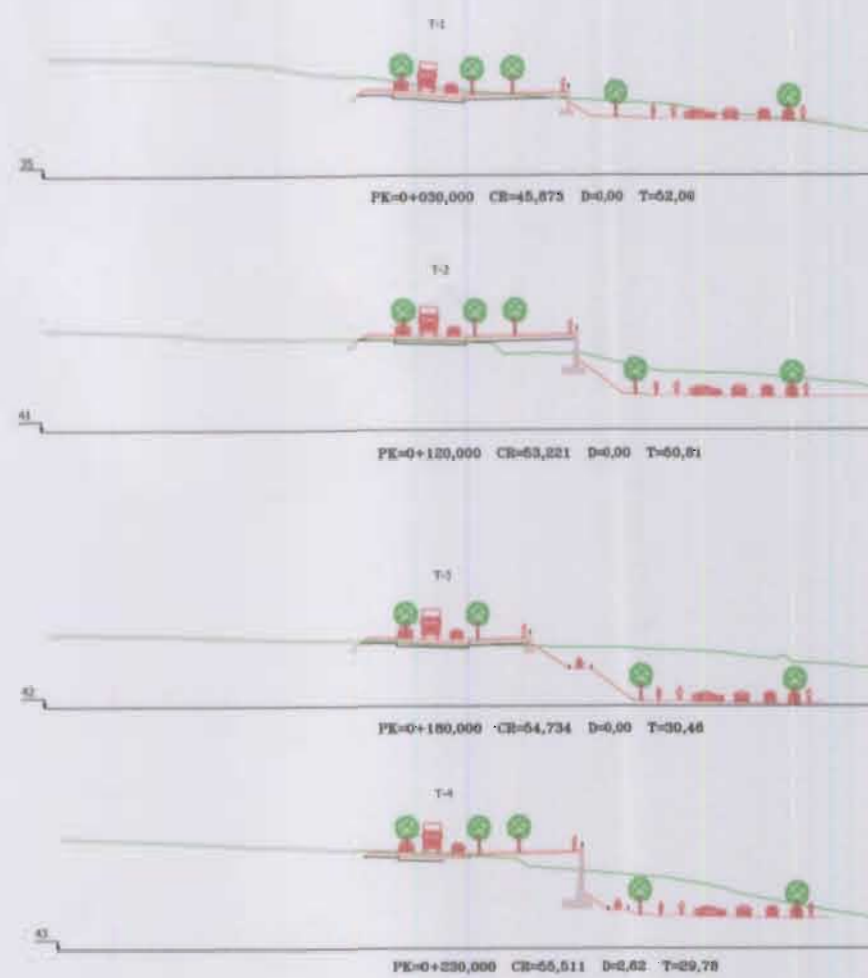 T-1
35
PK=0+030,000 CR=45,875 D=0,00 T=52,06
T-2
41
PK=0+120,000 CR=53,221 D=0,00 T=50,81
T-3
42
PK=0+180,000 CR=54,734 D=0,00 T=30,46
T-4
43
PK=0+230,000 CR=55,511 D=2,62 T=29,78